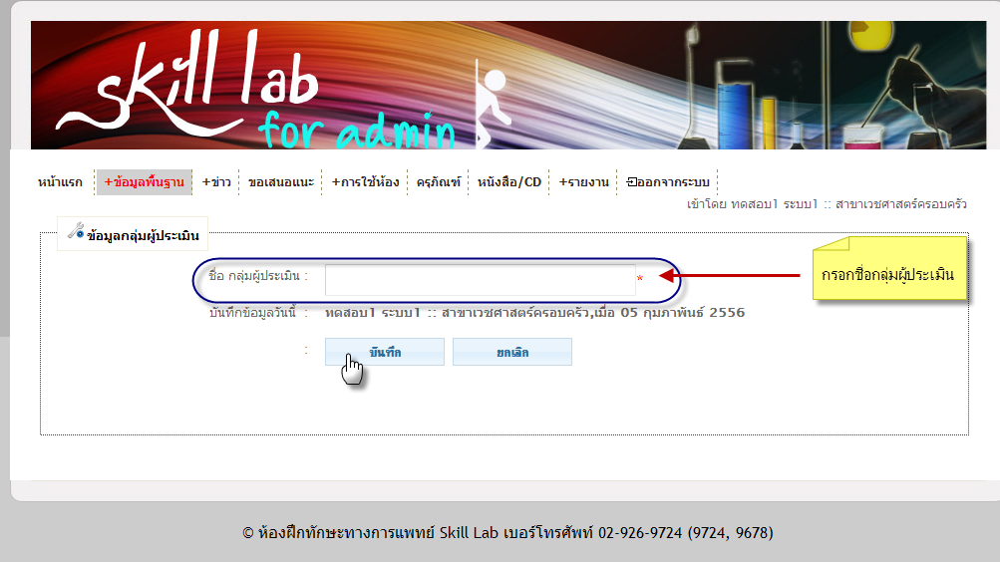 skill lab
for admin
หน้าแรก +ข้อมูลพื้นฐาน +ข่าว ขอเสนอแนะ +การใช้ห้อง ครุภัณฑ์ หนังสือ/CD +รายงาน ออกจากระบบ
เข้าโดย ทดสอบ1 ระบบ1 :: สาขาเวชศาสตร์ครอบครัว
ข้อมูลกลุ่มผู้ประเมิน
ชื่อ กลุ่มผู้ประเมิน : *
กรอกชื่อกลุ่มผู้ประเมิน
บันทึกข้อมูลวันนี้ : ทดสอบ1 ระบบ1 :: สาขาเวชศาสตร์ครอบครัว,เมื่อ 05 กุมภาพันธ์ 2556
: บันทึก ยกเลิก
© ห้องฝึกทักษะทางการแพทย์ Skill Lab เบอร์โทรศัพท์ 02-926-9724 (9724, 9678)